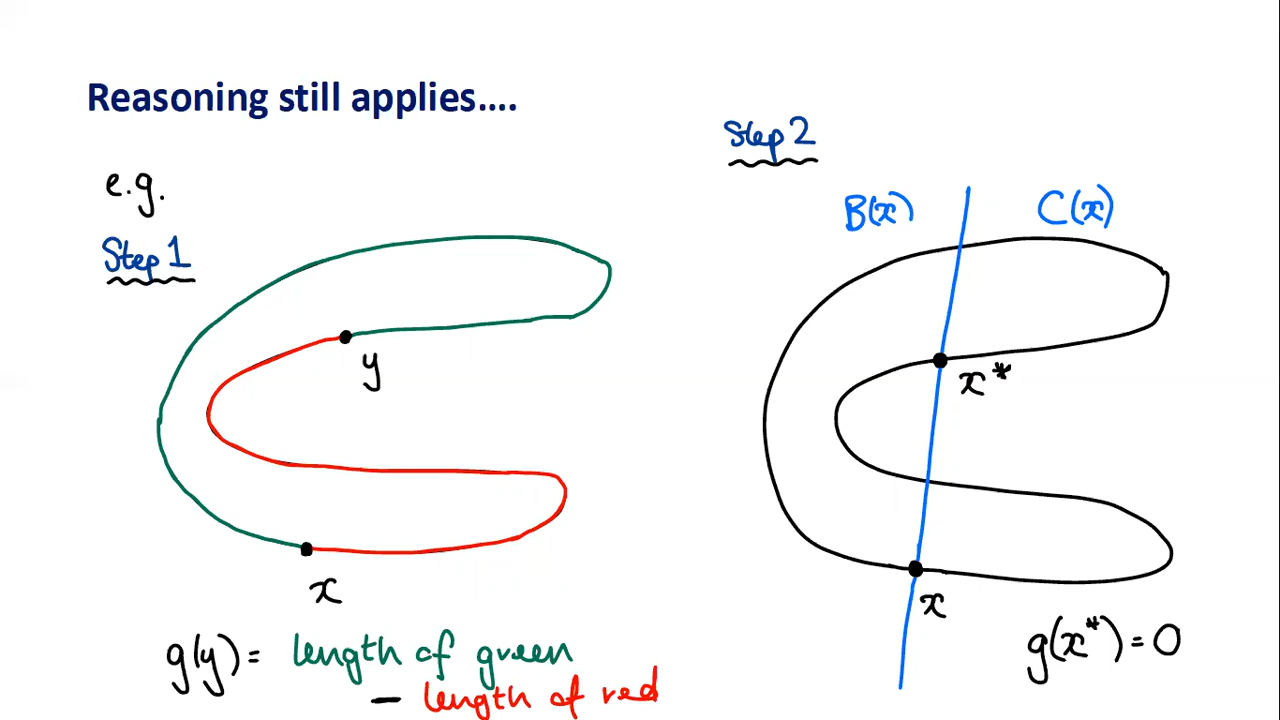 Reasoning still applies....
e.g.
Step 1
y
x
g(y) = length of green
- length of red
Step 2
B(x) C(x)
x*
x
g(x*) = 0